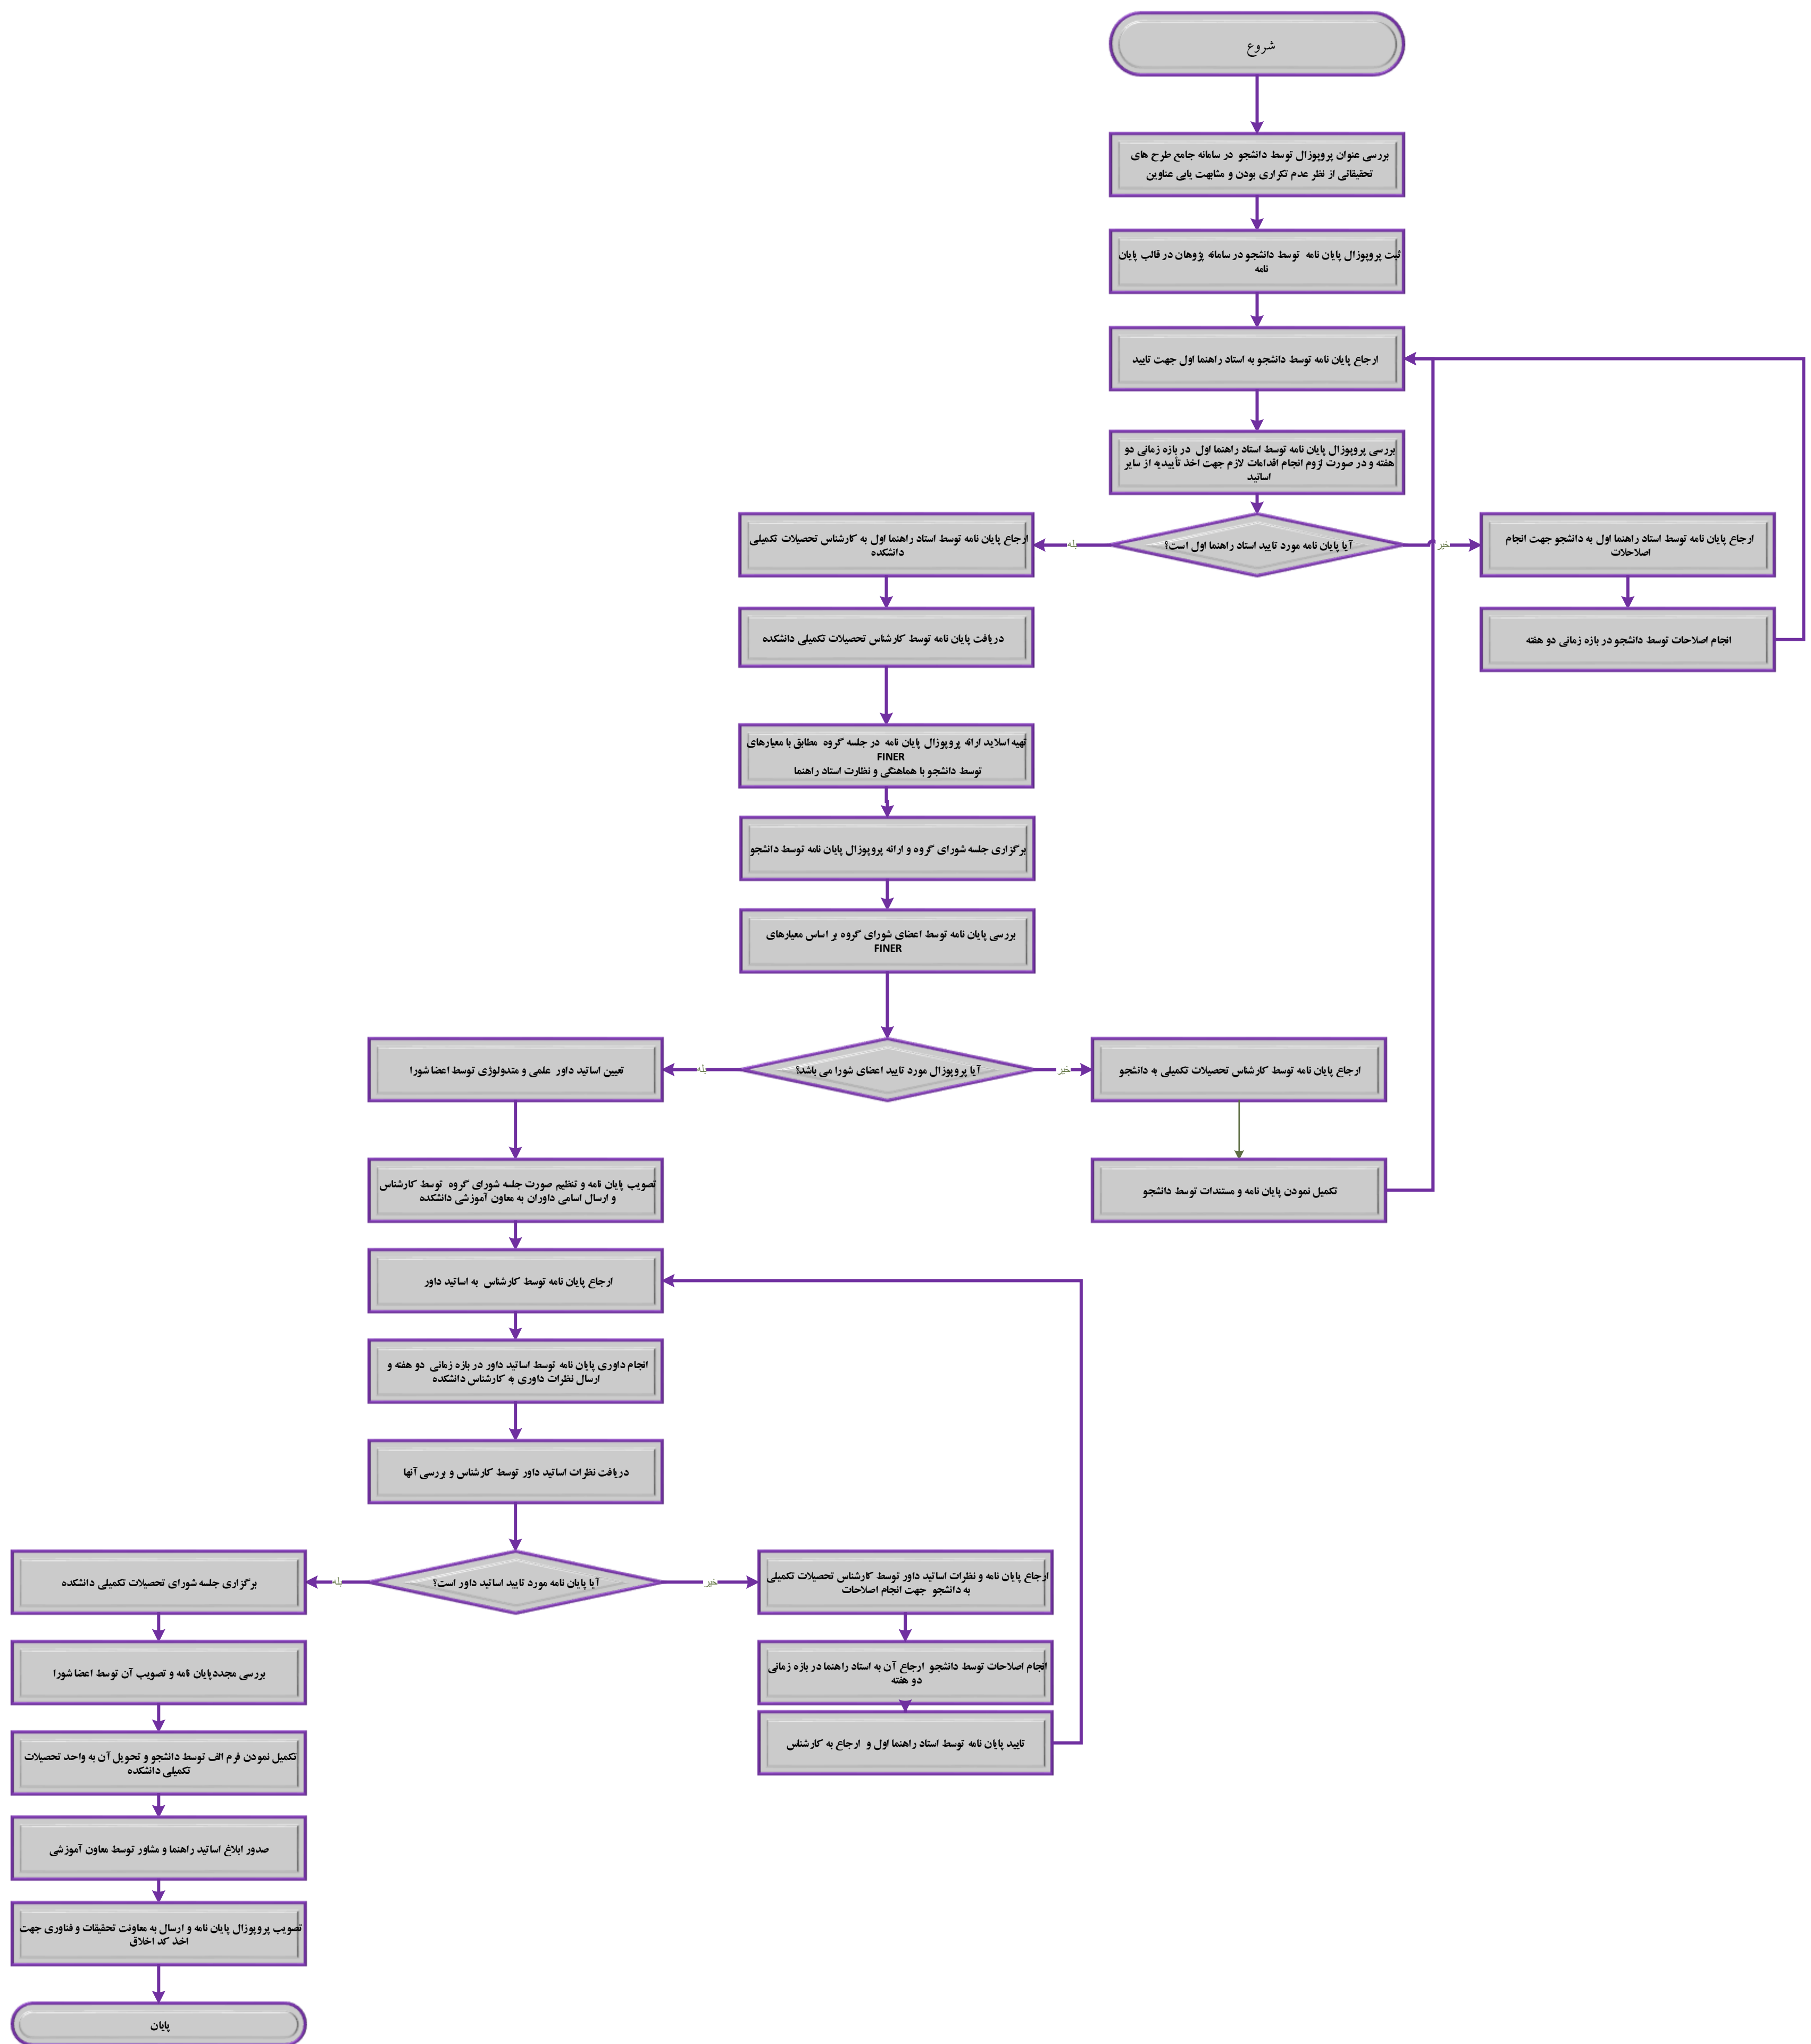 شروع
بررسی عنوان پروپوزال توسط دانشجو در سامانه جامع طرح های
تحقیقاتی از نظر عدم تکراری بودن و مشابهت یابی عناوین
ثبت پروپوزال پایان نامه توسط دانشجو در سامانه پژوهان در قالب پایان
نامه
ارجاع پایان نامه توسط دانشجو به استاد راهنما اول جهت تایید
بررسی پروپوزال پایان نامه توسط استاد راهنما اول در بازه زمانی دو
هفته و در صورت لزوم انجام اقدامات لازم جهت اخذ تأییدیه از سایر
اساتید
آیا پایان نامه مورد تایید استاد راهنما اول است؟
خیر
ارجاع پایان نامه توسط استاد راهنما اول به دانشجو جهت انجام
اصلاحلات
انجام اصلاحات توسط دانشجو در بازه زمانی دو هفته
بله
ارجاع پایان نامه توسط استاد راهنما اول به کارشناس تحصیلات تکمیلی
دانشکده
دریافت پایان نامه توسط کارشناس تحصیلات تکمیلی دانشکده
تهیه اسلاید ارائه پروپوزال پایان نامه در جلسه گروه مطابق با معیارهای
FINER
توسط دانشجو با هماهنگی و نظارت استاد راهنما
برگزاری جلسه شورای گروه و ارائه پروپوزال پایان نامه توسط دانشجو
بررسی پایان نامه توسط اعضای شورای گروه بر اساس معیارهای
FINER
آیا پروپوزال مورد تایید اعضای شورا می باشد؟
خیر
ارجاع پایان نامه توسط کارشناس تحصیلات تکمیلی به دانشجو
تکمیل نمودن پایان نامه و مستندات توسط دانشجو
بله
تعیین اساتید داور علمی و متدولوژی توسط اعضا شورا
تصویب پایان نامه و تنظیم صورت جلسه شورای گروه توسط کارشناس
و ارسال اسامی داوران به معاون آموزشی دانشکده
ارجاع پایان نامه توسط کارشناس به اساتید داور
انجام داوری پایان نامه توسط اساتید داور در بازه زمانی دو هفته و
ارسال نظرات داوری به کارشناس دانشکده
دریافت نظرات اساتید داور توسط کارشناس و بررسی آنها
آیا پایان نامه مورد تایید اساتید داور است؟
خیر
ارجاع پایان نامه و نظرات اساتید داور توسط کارشناس تحصیلات تکمیلی
به دانشجو جهت انجام اصلاحات
انجام اصلاحات توسط دانشجو ارجاع آن به استاد راهنما در بازه زمانی
دو هفته
تایید پایان نامه توسط استاد راهنما اول و ارجاع به کارشناس
بله
برگزاری جلسه شورای تحصیلات تکمیلی دانشکده
بررسی مجددپایان نامه و تصویب آن توسط اعضا شورا
تکمیل نمودن فرم الف توسط دانشجو و تحویل آن به واحد تحصیلات
تکمیلی دانشکده
صدور ابلاغ اساتید راهنما و مشاور توسط معاون آموزشی
تصویب پروپوزال پایان نامه و ارسال به معاونت تحقیقات و فناوری جهت
اخذ کد اخلاق
پایان